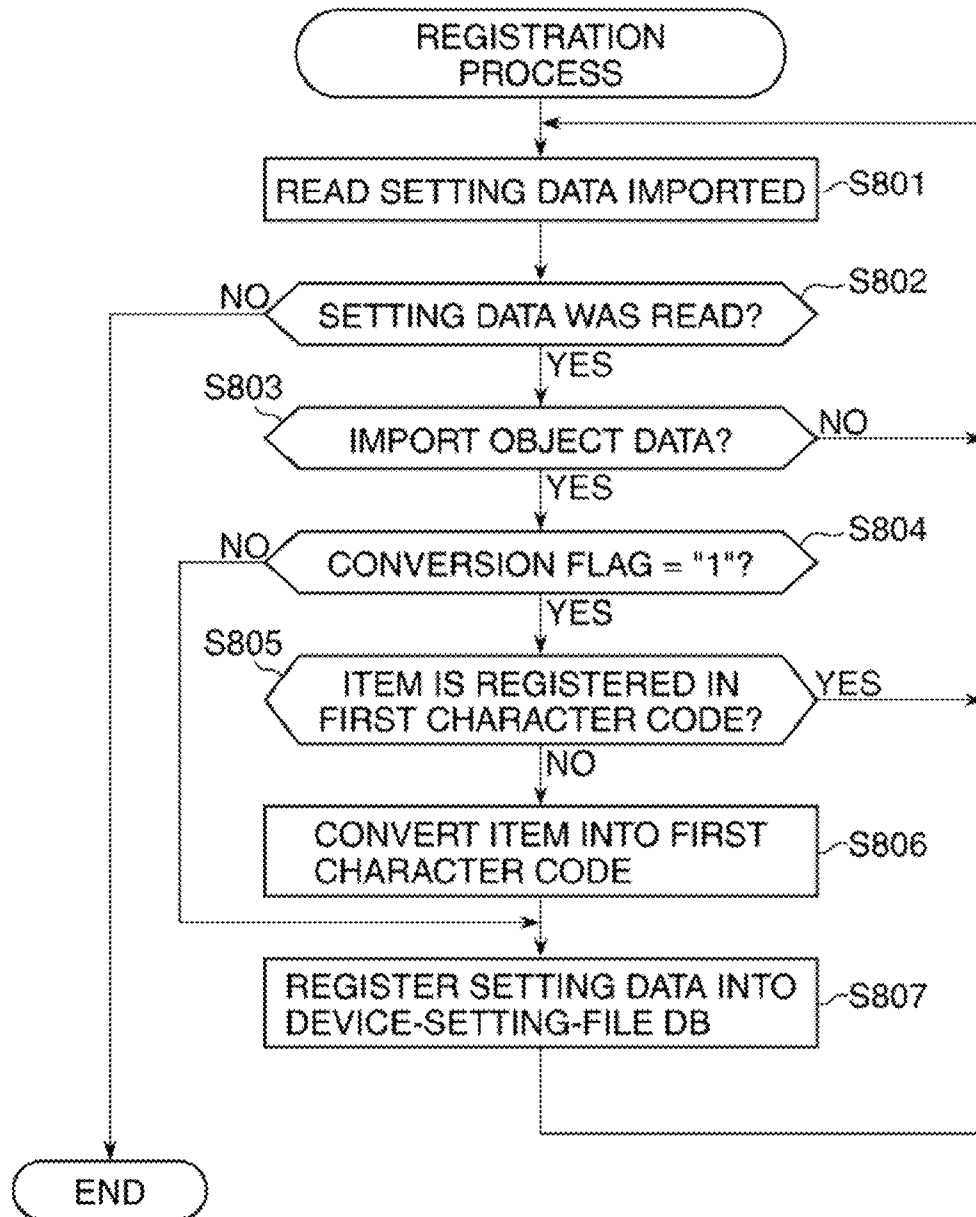 REGISTRATION
PROCESS
READ SETTING DATA IMPORTED
S801
S802
NO
SETTING DATA WAS READ?
YES
S803
IMPORT OBJECT DATA?
NO
YES
S804
NO
CONVERSION FLAG = "1"?
YES
S805
ITEM IS REGISTERED IN
FIRST CHARACTER CODE?
YES
NO
CONVERT ITEM INTO FIRST
CHARACTER CODE
S806
REGISTER SETTING DATA INTO
DEVICE-SETTING-FILE DB
S807
END